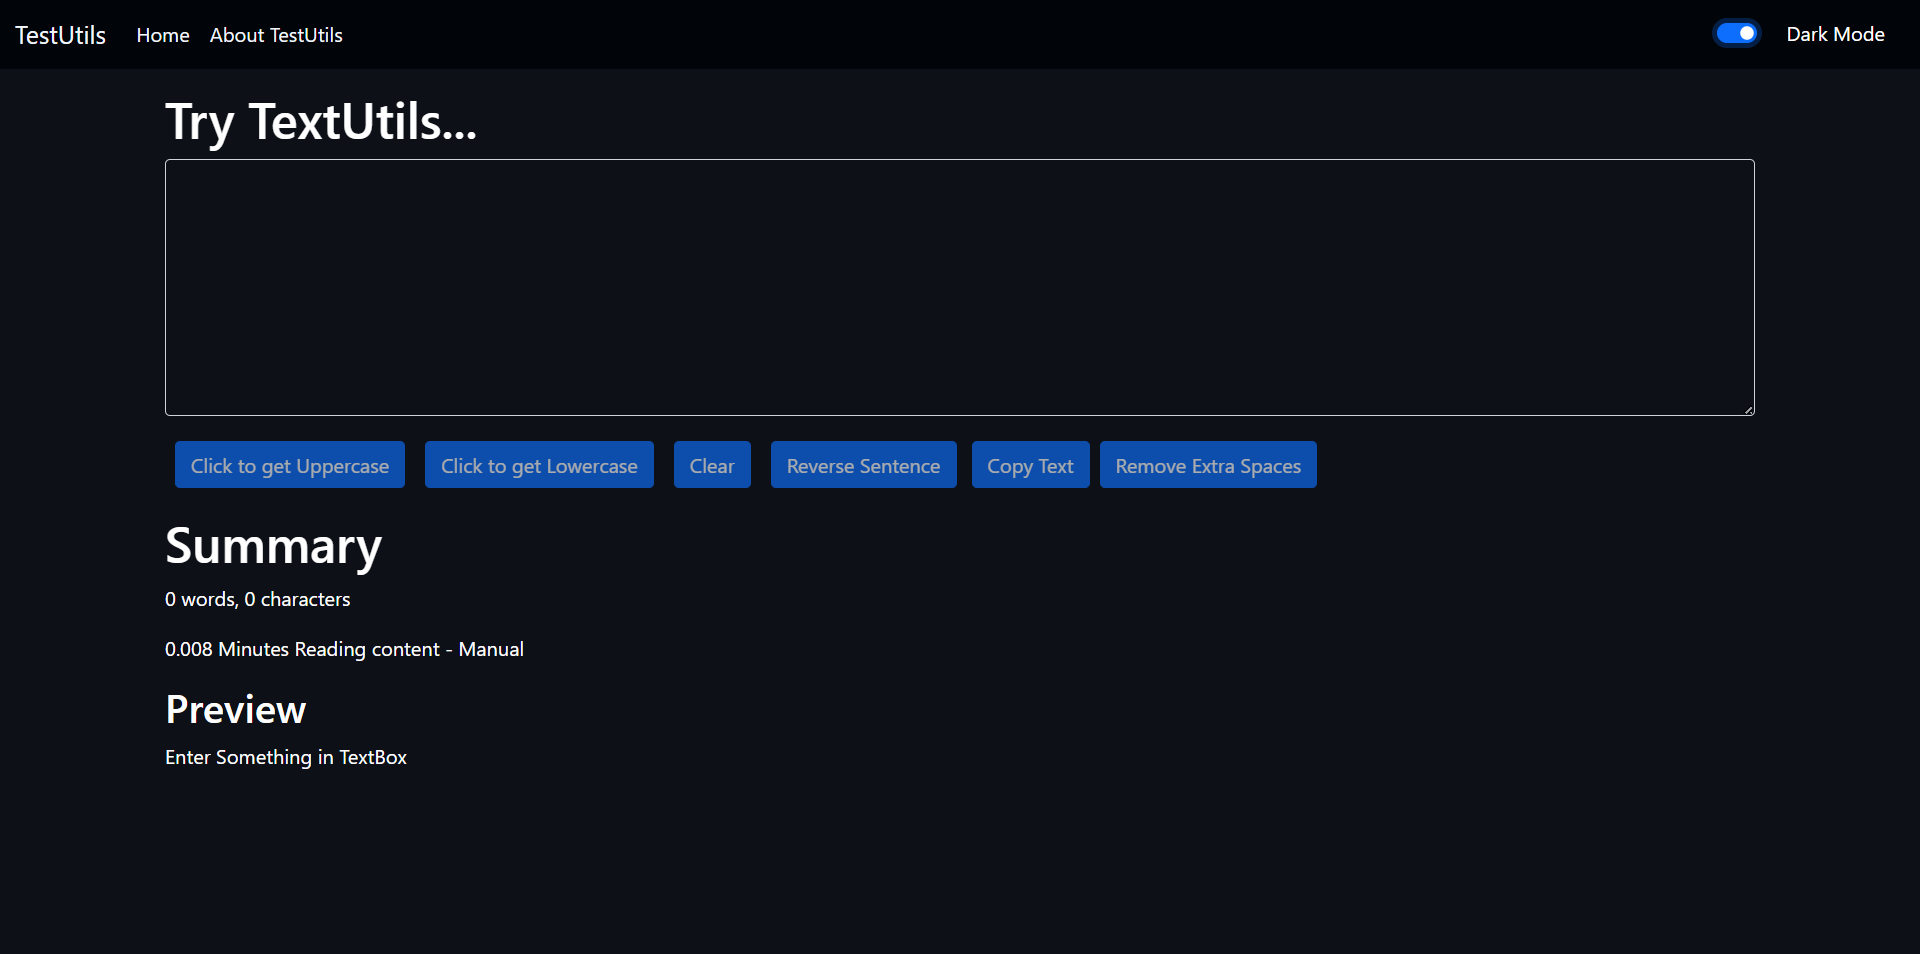 TestUtils Home About TestUtils Dark Mode
Try TextUtils...
Click to get Uppercase Click to get Lowercase Clear Reverse Sentence Copy Text Remove Extra Spaces
Summary
0 words, 0 characters
0.008 Minutes Reading content - Manual
Preview
Enter Something in TextBox